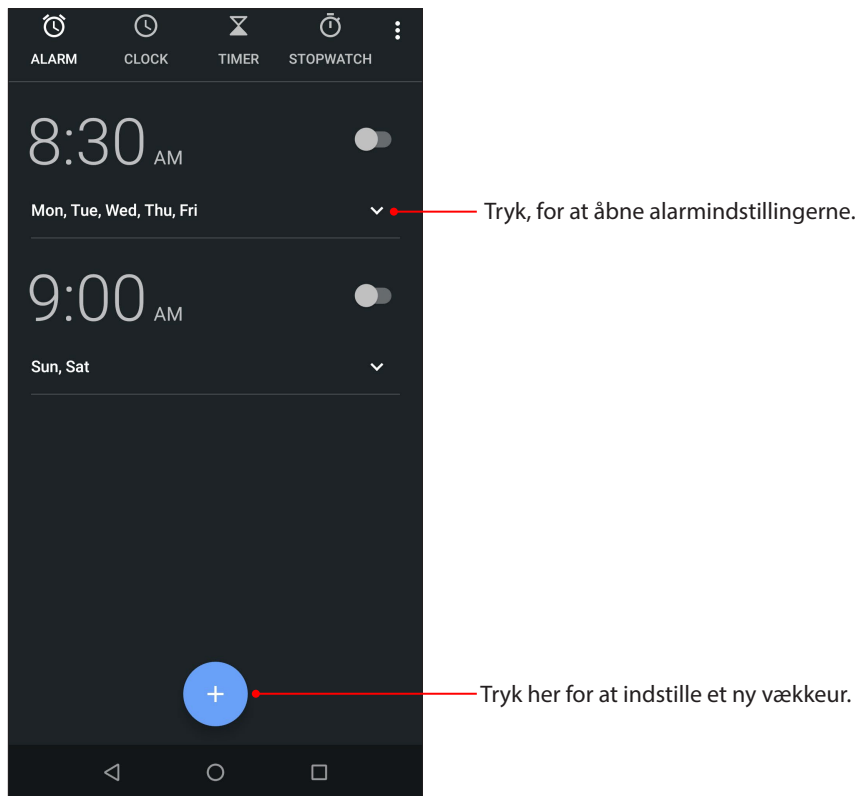 ALARM CLOCK TIMER STOPWATCH
8:30 AM
Mon, Tue, Wed, Thu, Fri
Tryk, for at åbne alarmindstillingerne.
9:00 AM
Sun, Sat
+
Tryk her for at indstille et ny vækkeur.